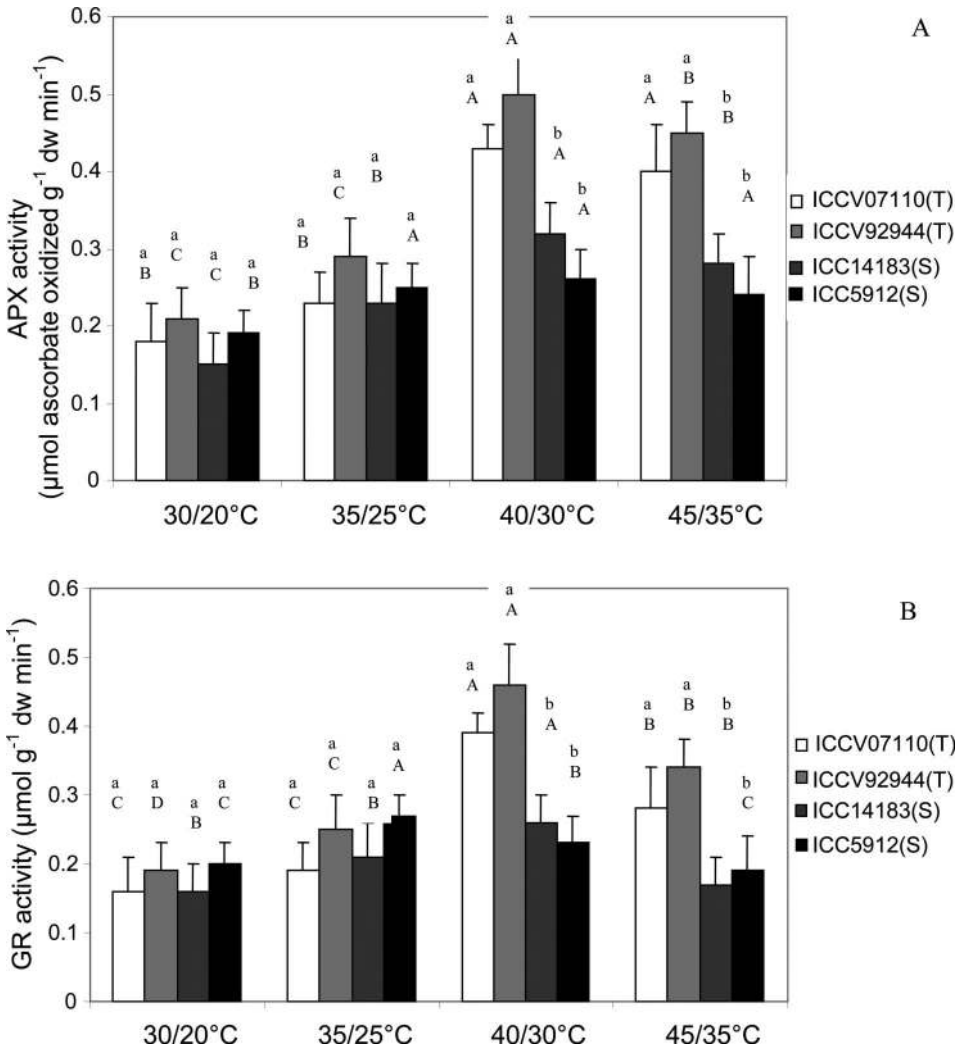 A
APX activity
(µmol ascorbate oxidized g-1 dw min-1)
0.6
0.5
0.4
0.3
0.2
0.1
0
a a a a
B C C B
a a a a
B C B A
a a b b
A A A A
a a b b
A B B A
30/20°C 35/25°C 40/30°C 45/35°C
ICCV07110(T)
ICCV92944(T)
ICC14183(S)
ICC5912(S)
B
GR activity (µmol g-1 dw min-1)
0.6
0.5
0.4
0.3
0.2
0.1
0
a a a a
C D B C
a a a a
C C B A
a a b b
A A A B
a a b b
B B B C
30/20°C 35/25°C 40/30°C 45/35°C
ICCV07110(T)
ICCV92944(T)
ICC14183(S)
ICC5912(S)